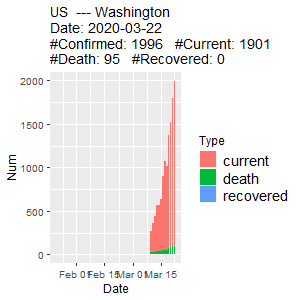 US --- Washington
Date: 2020-03-22
#Confirmed: 1996 #Current: 1901
#Death: 95 #Recovered: 0
2000
1500
1000
500
0
Num
Feb 01 Feb 15 Mar 01 Mar 15
Date
Type
current
death
recovered